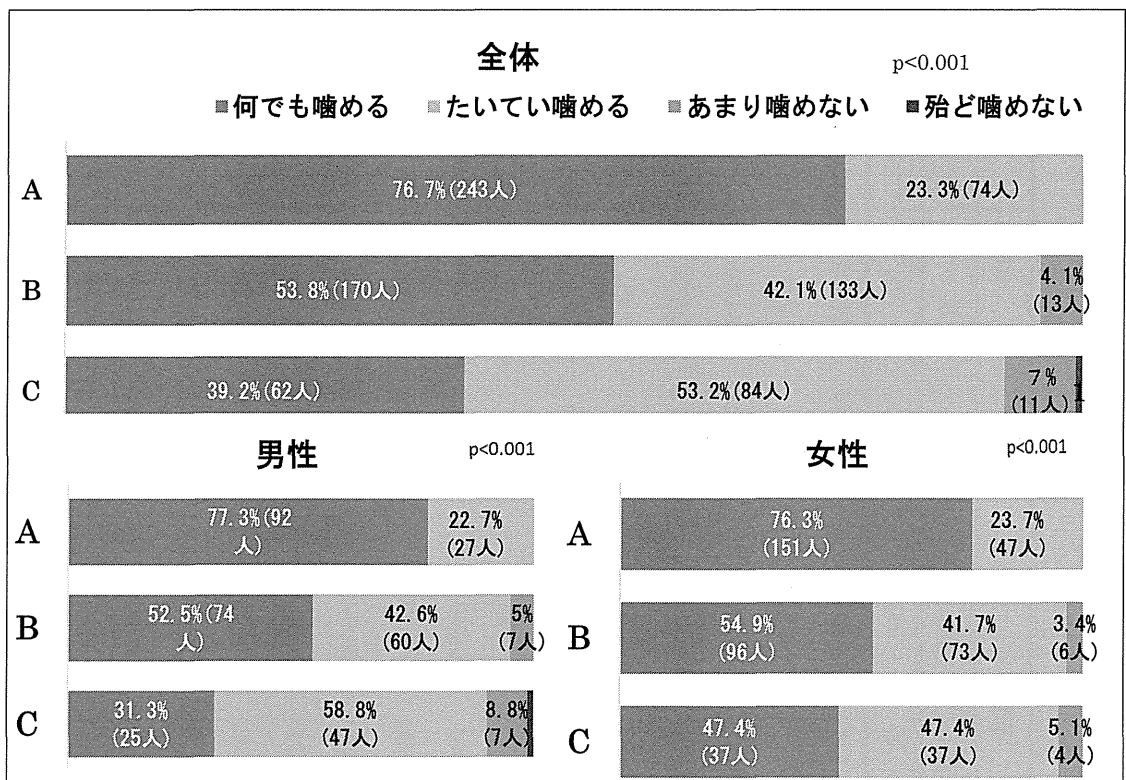 全体
p<0.001
何でも噛める たいてい噛める あまり噛めない 殆ど噛めない
A 76.7%(243人) 23.3%(74人)
B 53.8%(170人) 42.1%(133人) 4.1%
(13人)
C 39.2%(62人) 53.2%(84人) 7%
(11人) 1
男性
p<0.001
A 77.3%(92
人) 22.7%
(27人)
B 52.5%(74
人) 42.6%
(60人) 5%
(7人)
C 31.3%
(25人) 58.8%
(47人) 8.8%
(7人)
女性
p<0.001
A 76.3%
(151人) 23.7%
(47人)
B 54.9%
(96人) 41.7%
(73人) 3.4%
(6人)
C 47.4%
(37人) 47.4%
(37人) 5.1%
(4人)